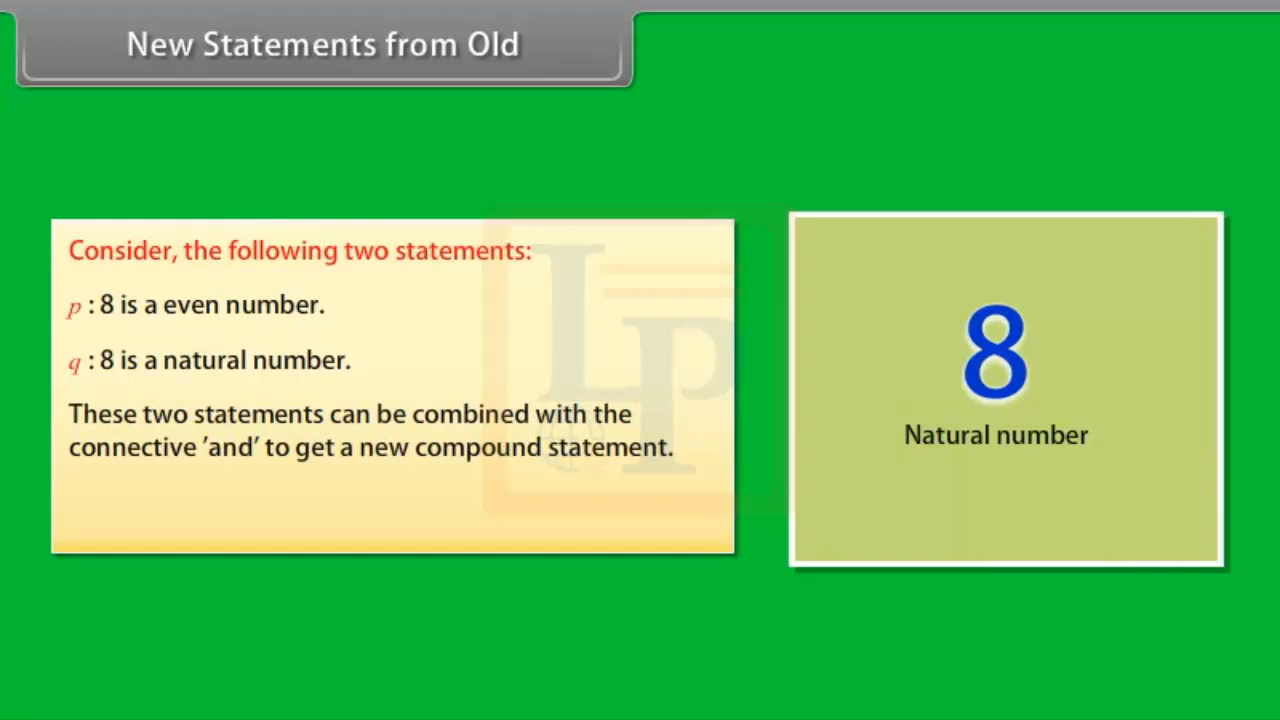 New Statements from Old
Consider, the following two statements:
p : 8 is a even number.
q : 8 is a natural number.
These two statements can be combined with the
connective 'and' to get a new compound statement.
8
Natural number
LP